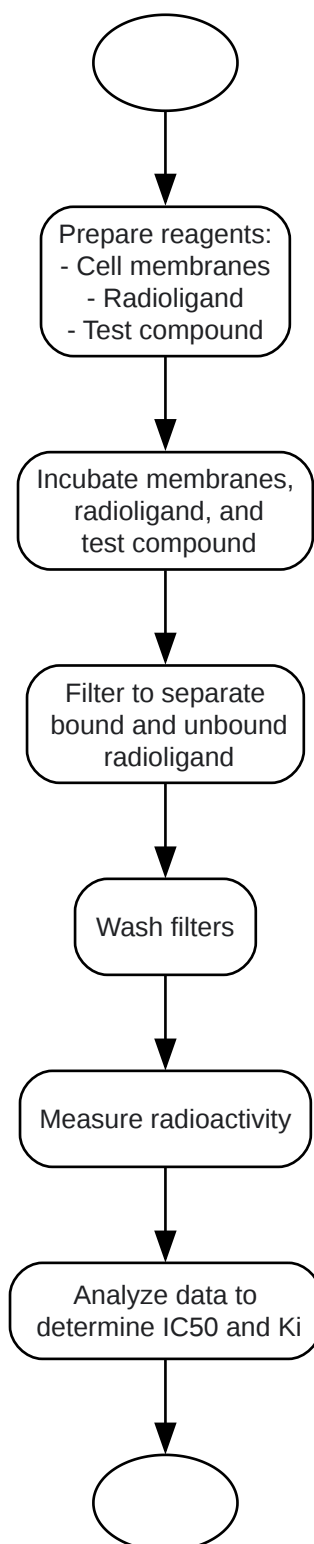 Prepare reagents:
- Cell membranes
- Radioligand
- Test compound
Incubate membranes,
radioligand, and
test compound
Filter to separate
bound and unbound
radioligand
Wash filters
Measure radioactivity
Analyze data to
determine IC50 and Ki